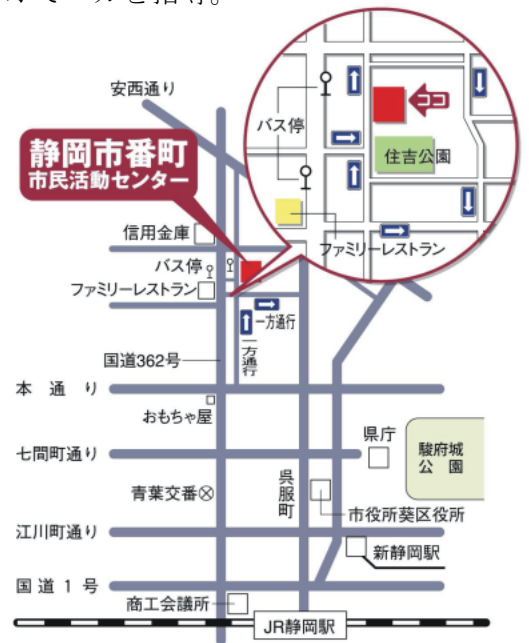 安西通り
バス停
ココ
住吉公園
ファミリーレストラン
静岡市番町
市民活動センター
信用金庫
バス停
ファミリーレストラン
一方通行
一方通行
国道362号
本通り
おもちゃ屋
県庁
駿府城
公園
七間町通り
呉服町
青葉交番
市役所葵区役所
江川町通り
新静岡駅
国道1号
商工会議所
JR静岡駅